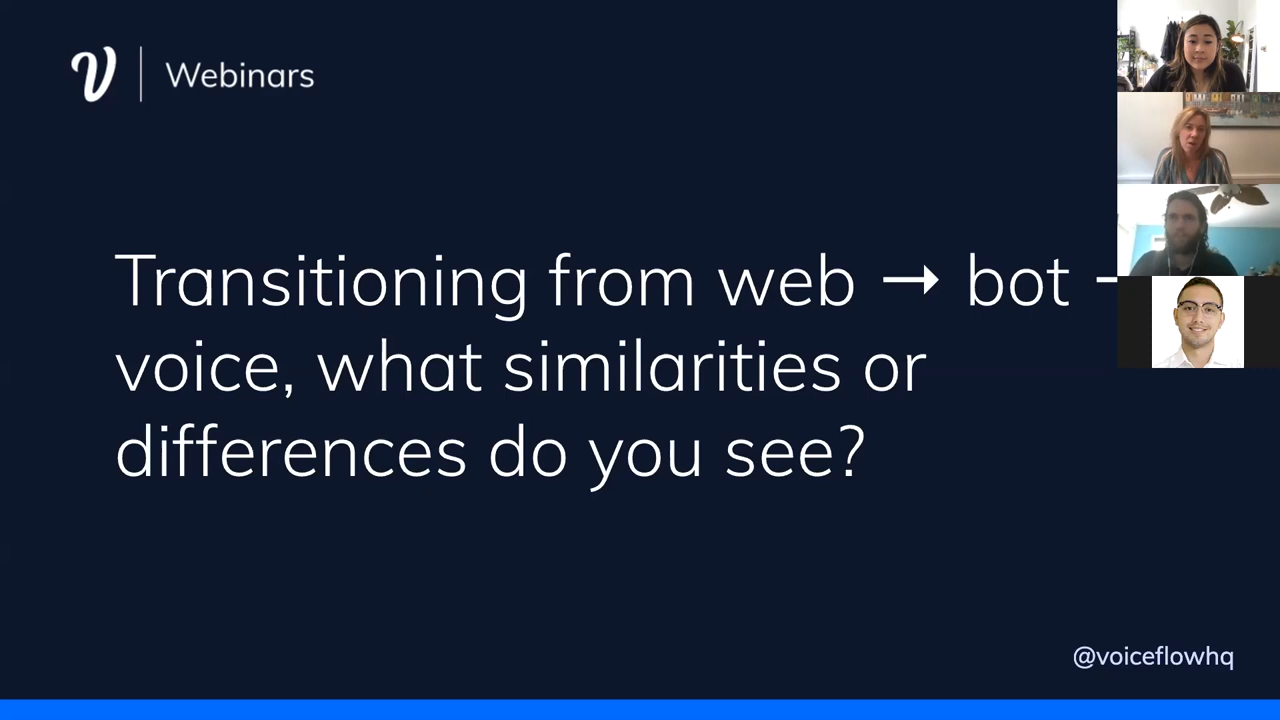 V | Webinars
Transitioning from web → bot
voice, what similarities or
differences do you see?
@voiceflowhq